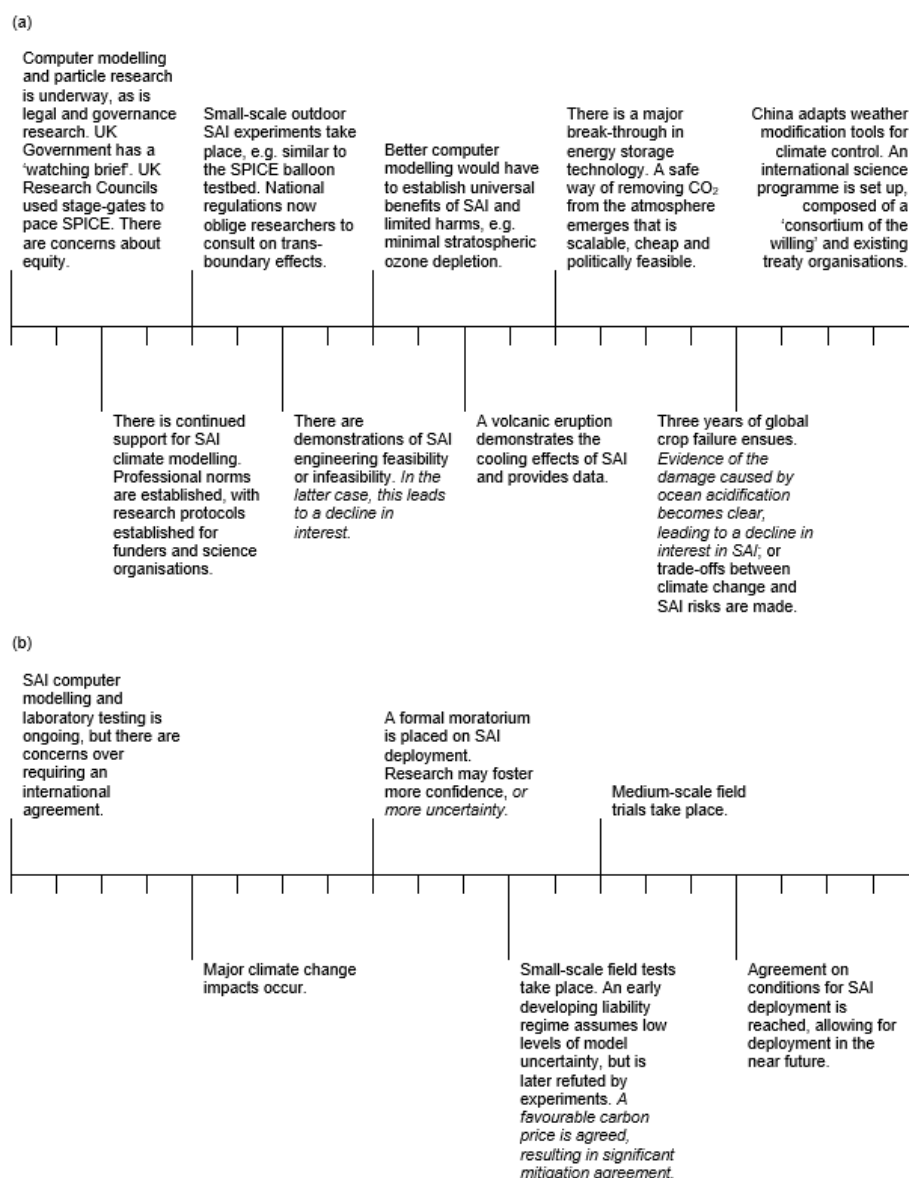 (a)
Computer modelling
and particle research
is underway, as is
legal and governance
research. UK
Government has a
‘watching brief’. UK
Research Councils
used stage-gates to
pace SPICE. There
are concerns about
equity.
Small-scale outdoor
SAI experiments take
place, e.g. similar to
the SPICE balloon
testbed. National
regulations now
oblige researchers to
consult on trans-
boundary effects.
Better computer
modelling would have
to establish universal
benefits of SAI and
limited harms, e.g.
minimal stratospheric
ozone depletion.
There is a major
break-through in
energy storage
technology. A safe
way of removing CO₂
from the atmosphere
emerges that is
scalable, cheap and
politically feasible.
China adapts weather
modification tools for
climate control. An
international science
programme is set up,
composed of a
‘consortium of the
willing’ and existing
treaty organisations.
There is continued
support for SAI
climate modelling.
Professional norms
are established, with
research protocols
established for
funders and science
organisations.
There are
demonstrations of SAI
engineering feasibility
or infeasibility. In the
latter case, this leads
to a decline in
interest.
A volcanic eruption
demonstrates the
cooling effects of SAI
and provides data.
Three years of global
crop failure ensues.
Evidence of the
damage caused by
ocean acidification
becomes clear,
leading to a decline in
interest in SAI; or
trade-offs between
climate change and
SAI risks are made.
(b)
SAI computer
modelling and
laboratory testing is
ongoing, but there are
concerns over
requiring an
international
agreement.
A formal moratorium
is placed on SAI
deployment.
Research may foster
more confidence, or
more uncertainty.
Medium-scale field
trials take place.
Major climate change
impacts occur.
Small-scale field tests
take place. An early
developing liability
regime assumes low
levels of model
uncertainty, but is
later refuted by
experiments. A
favourable carbon
price is agreed,
resulting in significant
mitigation agreement.
Agreement on
conditions for SAI
deployment is
reached, allowing for
deployment in the
near future.